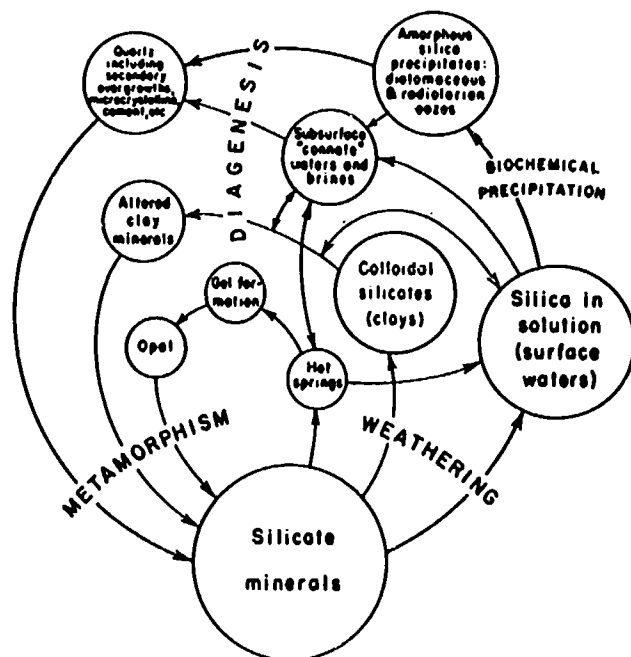 Quartz
including
secondary
overgrowths,
microcrystalline
cement, etc
Amorphous
silica
precipitates:
diatomaceous
& radiolarian
oozes
DIAGENESIS
Subsurface
"connate"
waters and
brines
BIOCHEMICAL
PRECIPITATION
Altered
clay
minerals
Colloidal
silicates
(clays)
Gel for-
mation
Silica in
solution
(surface
waters)
Opal
Hot
springs
METAMORPHISM
WEATHERING
Silicate
minerals